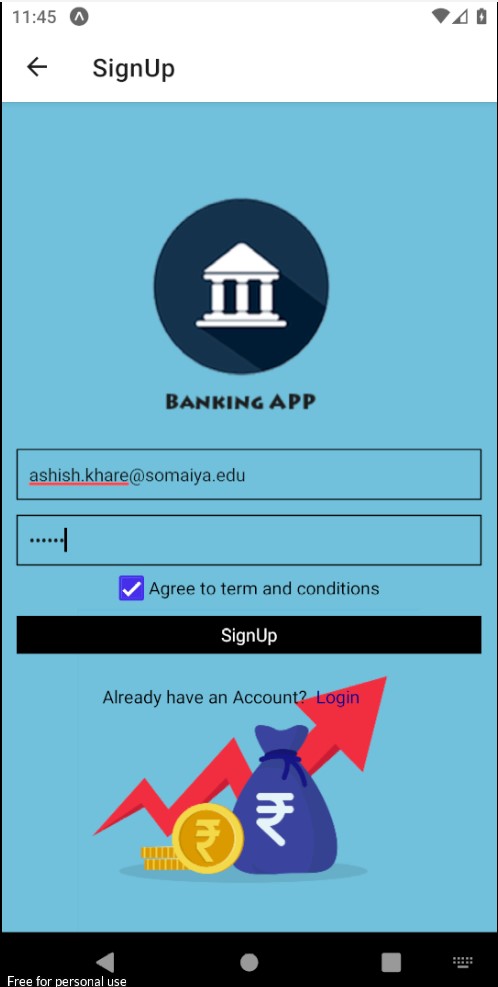 11:45
SignUp
BANKING APP
ashish.khare@somaiya.edu
••••••
Agree to term and conditions
SignUp
Already have an Account? Login
₹
₹
Free for personal use